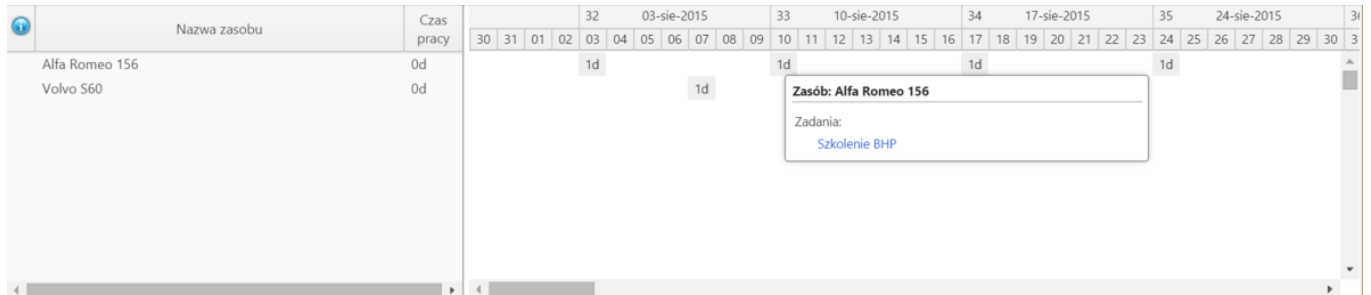 32 03-sie-2015 33 10-sie-2015 34 17-sie-2015 35 24-sie-2015
Nazwa zasobu Czas pracy
30 31 01 02 03 04 05 06 07 08 09 10 11 12 13 14 15 16 17 18 19 20 21 22 23 24 25 26 27 28 29 30
Alfa Romeo 156 0d 1d 1d 1d 1d
Volvo S60 0d 1d
Zasób: Alfa Romeo 156
Zadania:
Szkolenie BHP